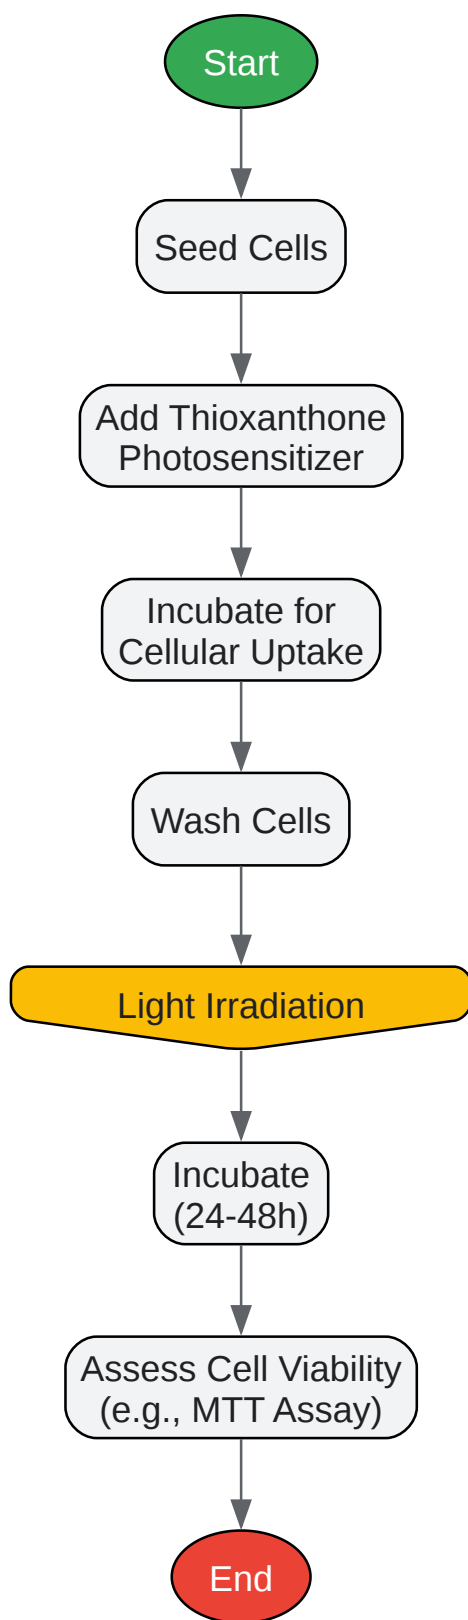 Start
Seed Cells
Add Thioxanthone
Photosensitizer
Incubate for
Cellular Uptake
Wash Cells
Light Irradiation
Incubate
(24-48h)
Assess Cell Viability
(e.g., MTT Assay)
End